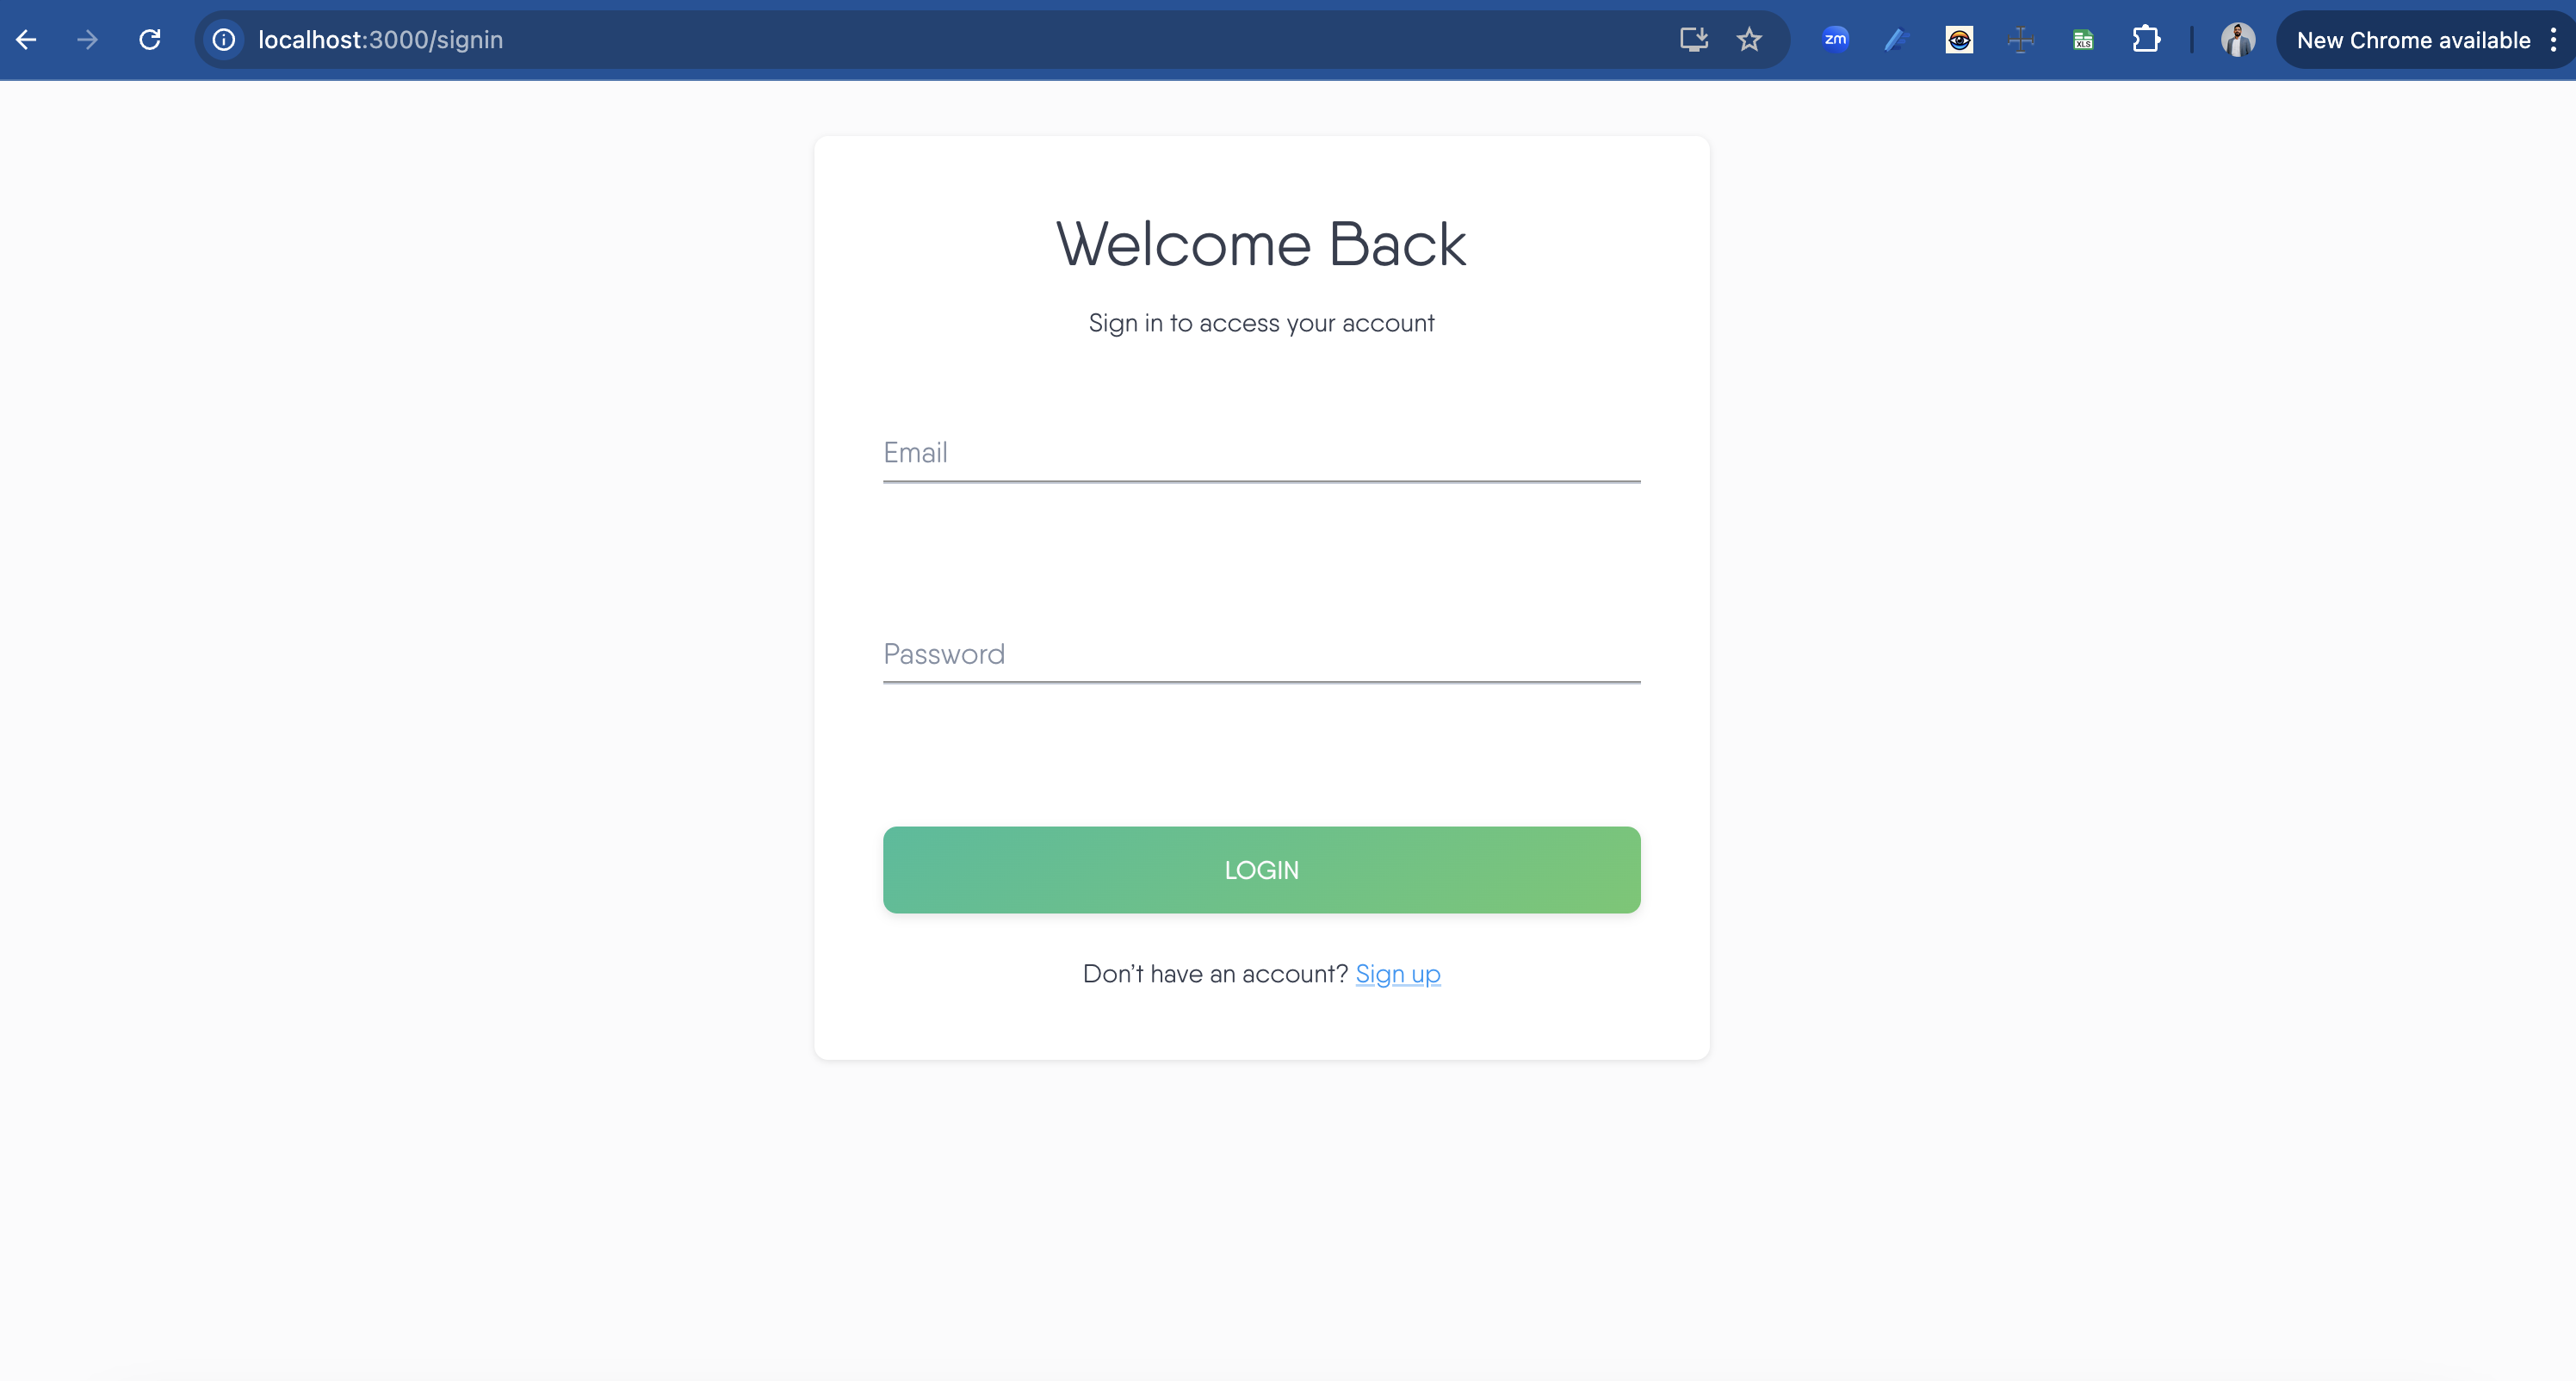 localhost:3000/signin
zm
XLS
New Chrome available
Welcome Back
Sign in to access your account
Email
Password
LOGIN
Don't have an account? Sign up